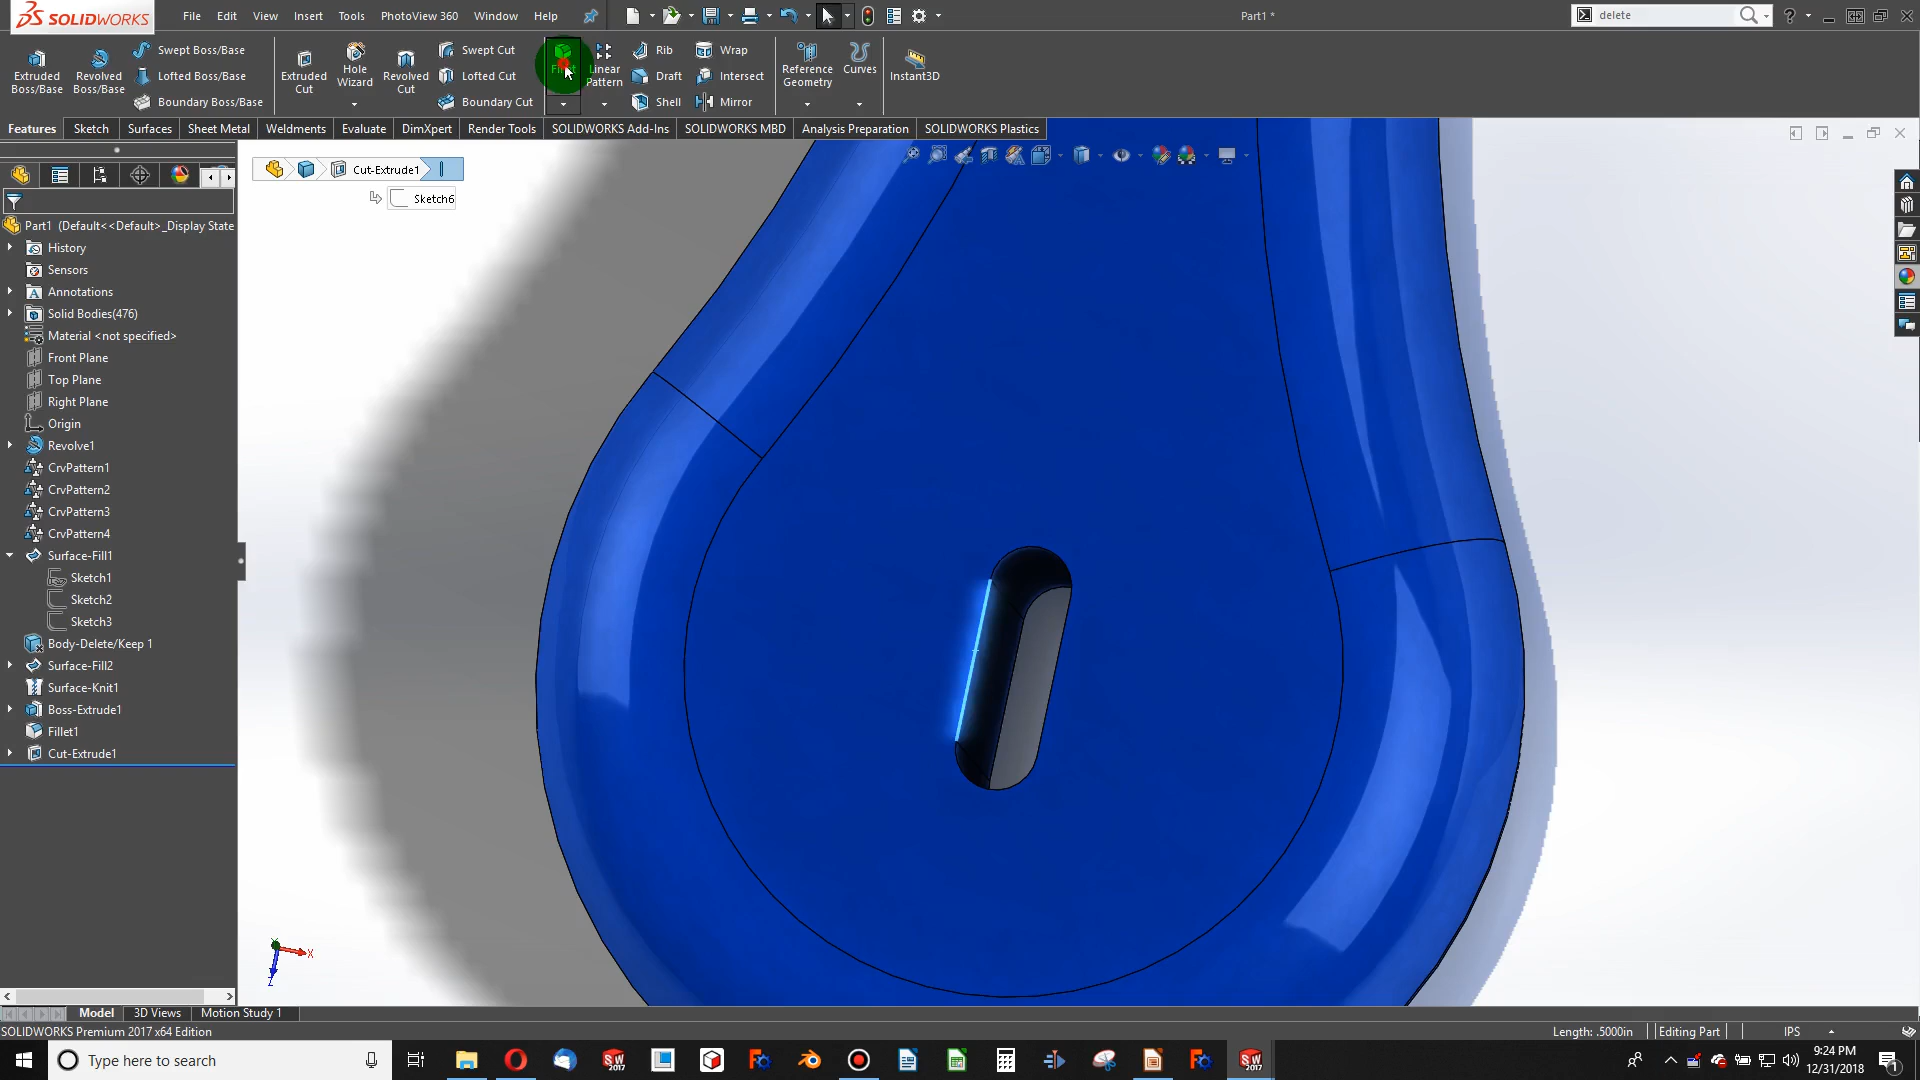 SOLIDWORKS
File Edit View Insert Tools PhotoView 360 Window Help
Part1 *
delete
Extruded Boss/Base
Revolved Boss/Base
Swept Boss/Base
Lofted Boss/Base
Boundary Boss/Base
Extruded Cut
Hole Wizard
Revolved Cut
Swept Cut
Lofted Cut
Boundary Cut
Linear Pattern
Rib
Draft
Shell
Wrap
Intersect
Mirror
Reference Geometry
Curves
Instant3D
Features Sketch Surfaces Sheet Metal Weldments Evaluate DimXpert Render Tools SOLIDWORKS Add-Ins SOLIDWORKS MBD Analysis Preparation SOLIDWORKS Plastics
Cut-Extrude1
Sketch6
Part1 (Default<<Default>_Display State
History
Sensors
Annotations
Solid Bodies(476)
Material <not specified>
Front Plane
Top Plane
Right Plane
Origin
Revolve1
CrvPattern1
CrvPattern2
CrvPattern3
CrvPattern4
Surface-Fill1
Sketch1
Sketch2
Sketch3
Body-Delete/Keep 1
Surface-Fill2
Surface-Knit1
Boss-Extrude1
Fillet1
Cut-Extrude1
X
Z
Model 3D Views Motion Study 1
SOLIDWORKS Premium 2017 x64 Edition
Length: .5000in Editing Part IPS
Type here to search
9:24 PM
12/31/2018